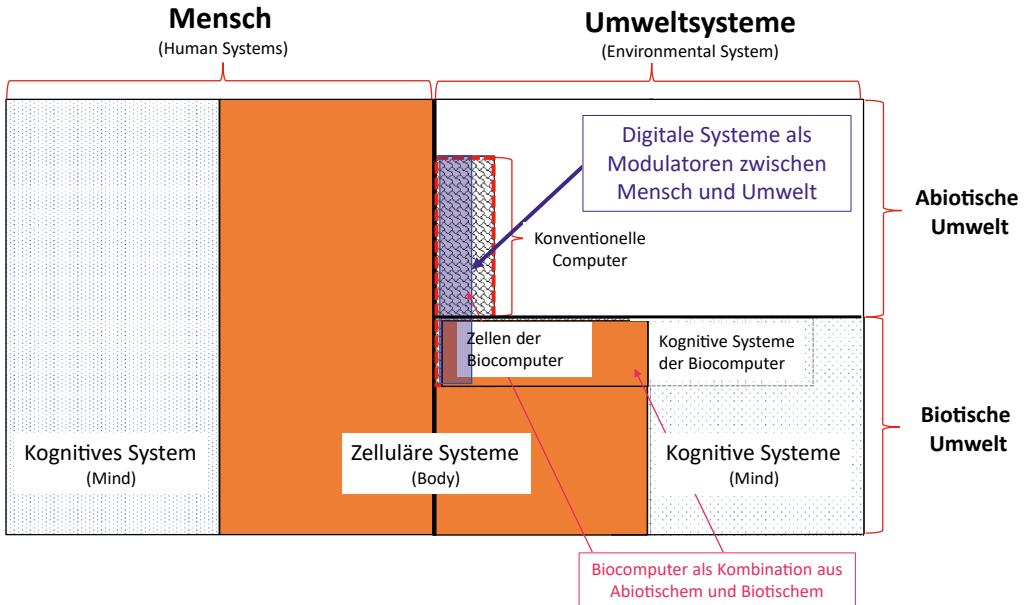 Mensch
(Human Systems)
Umweltsysteme
(Environmental System)
Digitale Systeme als
Modulatoren zwischen
Mensch und Umwelt
Abiotische
Umwelt
Konventionelle
Computer
Zellen der
Biocomputer
Kognitive Systeme
der Biocomputer
Biotische
Umwelt
Kognitives System
(Mind)
Zelluläre Systeme
(Body)
Kognitive Systeme
(Mind)
Biocomputer als Kombination aus
Abiotischem und Biotischem